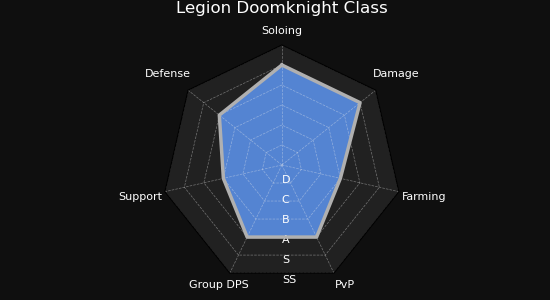 Legion Doomknight Class
Soloing
Defense
Damage
Support
Farming
D
C
B
A
S
SS
Group DPS
PvP